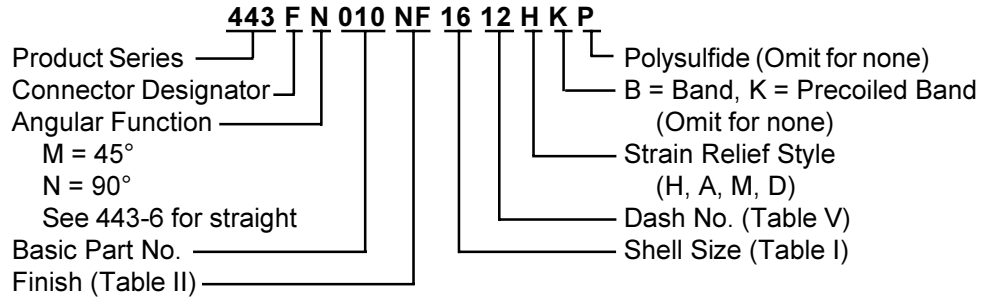 443 F N 010 NF 16 12 H K P
Product Series
Connector Designator
Angular Function
M = 45°
N = 90°
See 443-6 for straight
Basic Part No.
Finish (Table II)
Polysulfide (Omit for none)
B = Band, K = Precoiled Band
(Omit for none)
Strain Relief Style
(H, A, M, D)
Dash No. (Table V)
Shell Size (Table I)